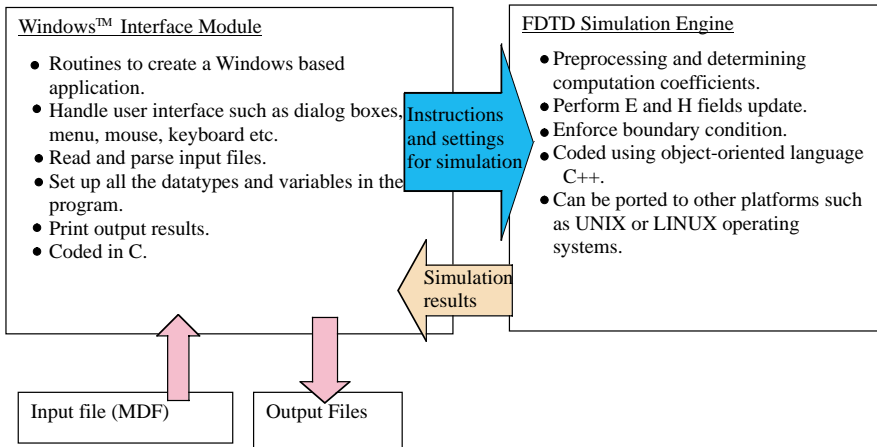 Windows™ Interface Module
● Routines to create a Windows based
application.
● Handle user interface such as dialog boxes,
menu, mouse, keyboard etc.
● Read and parse input files.
● Set up all the datatypes and variables in the
program.
● Print output results.
● Coded in C.
Instructions
and settings
for simulation
Simulation
results
FDTD Simulation Engine
● Preprocessing and determining
computation coefficients.
● Perform E and H fields update.
● Enforce boundary condition.
● Coded using object-oriented language
C++.
● Can be ported to other platforms such
as UNIX or LINUX operating
systems.
Input file (MDF)
Output Files